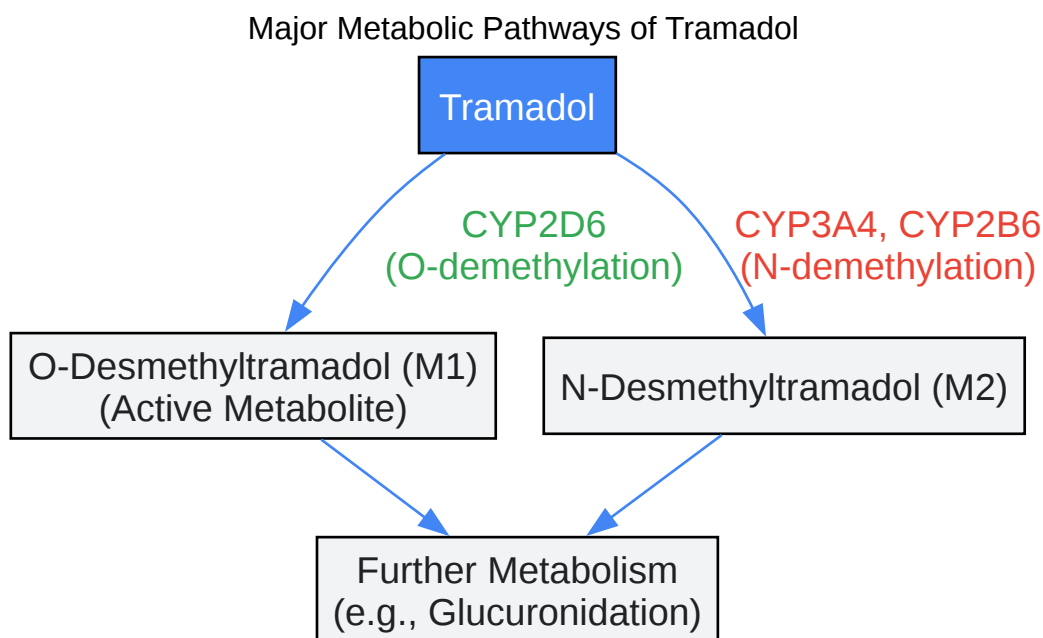 Major Metabolic Pathways of Tramadol
Tramadol
CYP2D6
(O-demethylation)
CYP3A4, CYP2B6
(N-demethylation)
O-Desmethyltramadol (M1)
(Active Metabolite)
N-Desmethyltramadol (M2)
Further Metabolism
(e.g., Glucuronidation)